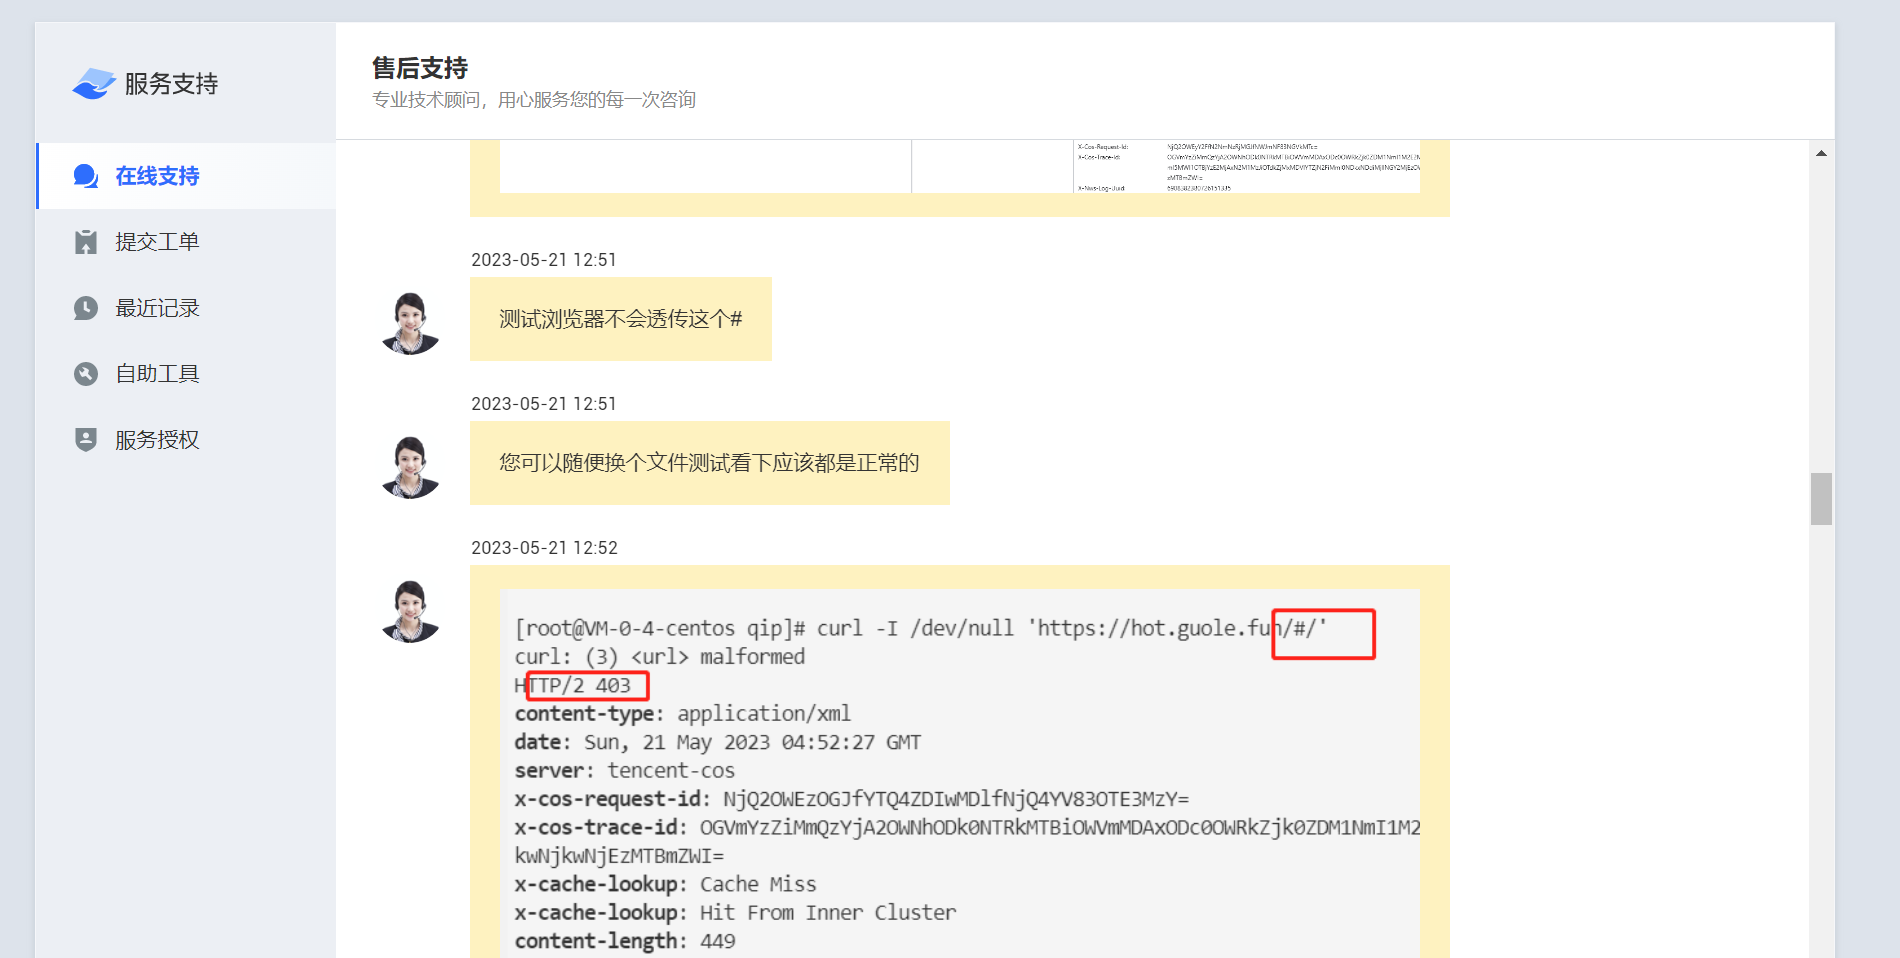 服务支持
售后支持
专业技术顾问，用心服务您的每一次咨询
在线支持
提交工单
最近记录
自助工具
服务授权
X-Cos-Request-Id:
X-Cos-Trace-Id:
X-Nws-Log-Uuid:
2023-05-21 12:51
测试浏览器不会透传这个#
2023-05-21 12:51
您可以随便换个文件测试看下应该都是正常的
2023-05-21 12:52
[root@VM-0-4-centos qip]# curl -I /dev/null 'https://hot.guole.fun/#/'
curl: (3) <url> malformed
HTTP/2 403
content-type: application/xml
date: Sun, 21 May 2023 04:52:27 GMT
server: tencent-cos
x-cos-request-id: NjQ2OWEzOGJfYTQ4ZDIwMDlfNjQ4YV83OTE3MzY=
x-cos-trace-id: OGVmYzZiMmQzYjA2OWNhODk0NTRkMTBiOWVmMDAxODc0OWRkZjk0ZDM1NmI1M2
kwNjkwNjEzMTBmZWI=
x-cache-lookup: Cache Miss
x-cache-lookup: Hit From Inner Cluster
content-length: 449